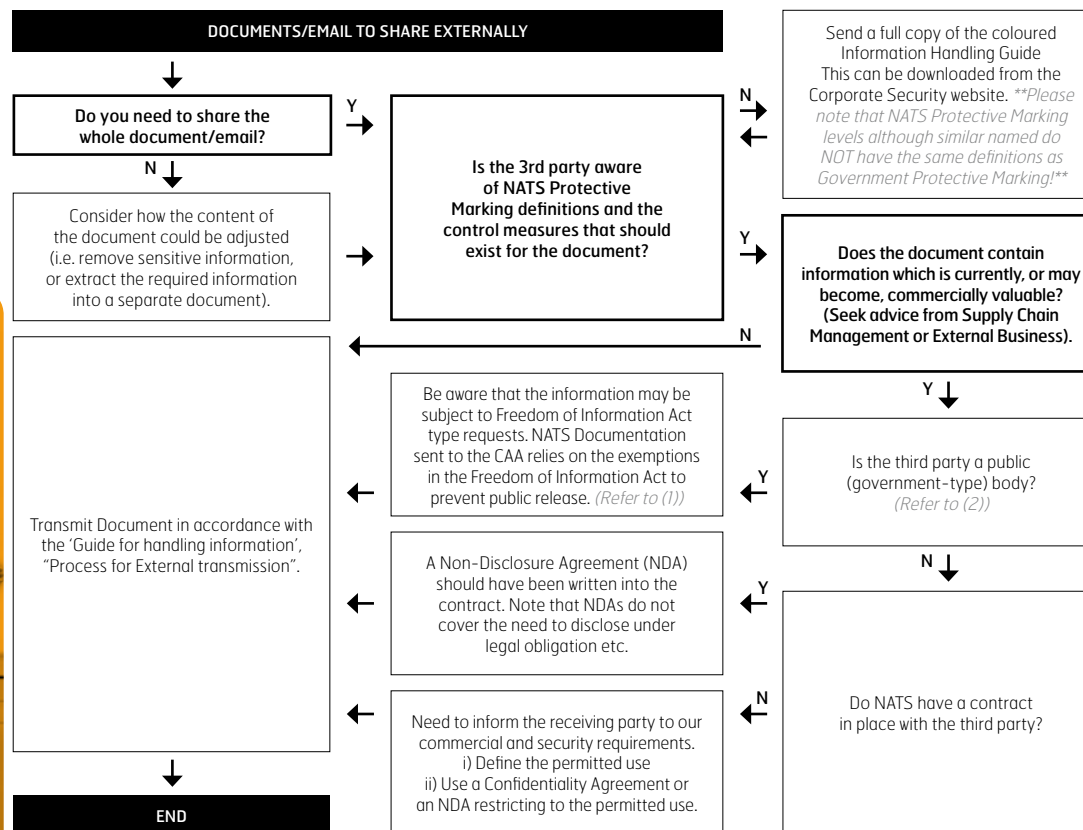 DOCUMENTS/EMAIL TO SHARE EXTERNALLY
Do you need to share the
whole document/email?
Y
N
Consider how the content of
the document could be adjusted
(i.e. remove sensitive information,
or extract the required information
into a separate document).
Is the 3rd party aware
of NATS Protective
Marking definitions and the
control measures that should
exist for the document?
N
Send a full copy of the coloured
Information Handling Guide
This can be downloaded from the
Corporate Security website. **Please
note that NATS Protective Marking
levels although similar named do
NOT have the same definitions as
Government Protective Marking!**
Y
Does the document contain
information which is currently, or may
become, commercially valuable?
(Seek advice from Supply Chain
Management or External Business).
N
Y
Is the third party a public
(government-type) body?
(Refer to (2))
Y
Be aware that the information may be
subject to Freedom of Information Act
type requests. NATS Documentation
sent to the CAA relies on the exemptions
in the Freedom of Information Act to
prevent public release. (Refer to (1))
N
Do NATS have a contract
in place with the third party?
Y
A Non-Disclosure Agreement (NDA)
should have been written into the
contract. Note that NDAs do not
cover the need to disclose under
legal obligation etc.
N
Need to inform the receiving party to our
commercial and security requirements.
i) Define the permitted use
ii) Use a Confidentiality Agreement or
an NDA restricting to the permitted use.
Transmit Document in accordance with
the ‘Guide for handling information’,
“Process for External transmission”.
END